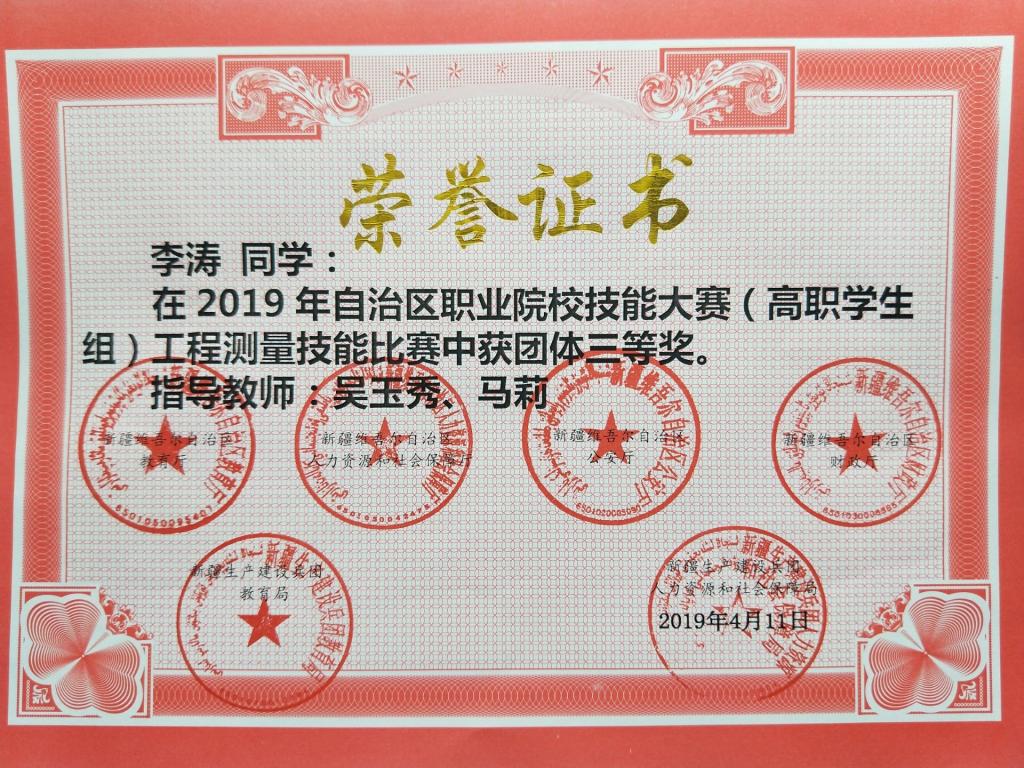 荣誉证书
李涛 同学：
在 2019 年自治区职业院校技能大赛（高职学生
组）工程测量技能比赛中获团体三等奖。
指导教师：吴玉秀、马莉
新疆维吾尔自治区
教育厅
新疆维吾尔自治区
人力资源和社会保障厅
新疆维吾尔自治区
公安厅
新疆维吾尔自治区
财政厅
新疆生产建设兵团
教育局
新疆生产建设兵团
人力资源和社会保障局
2019年4月11日